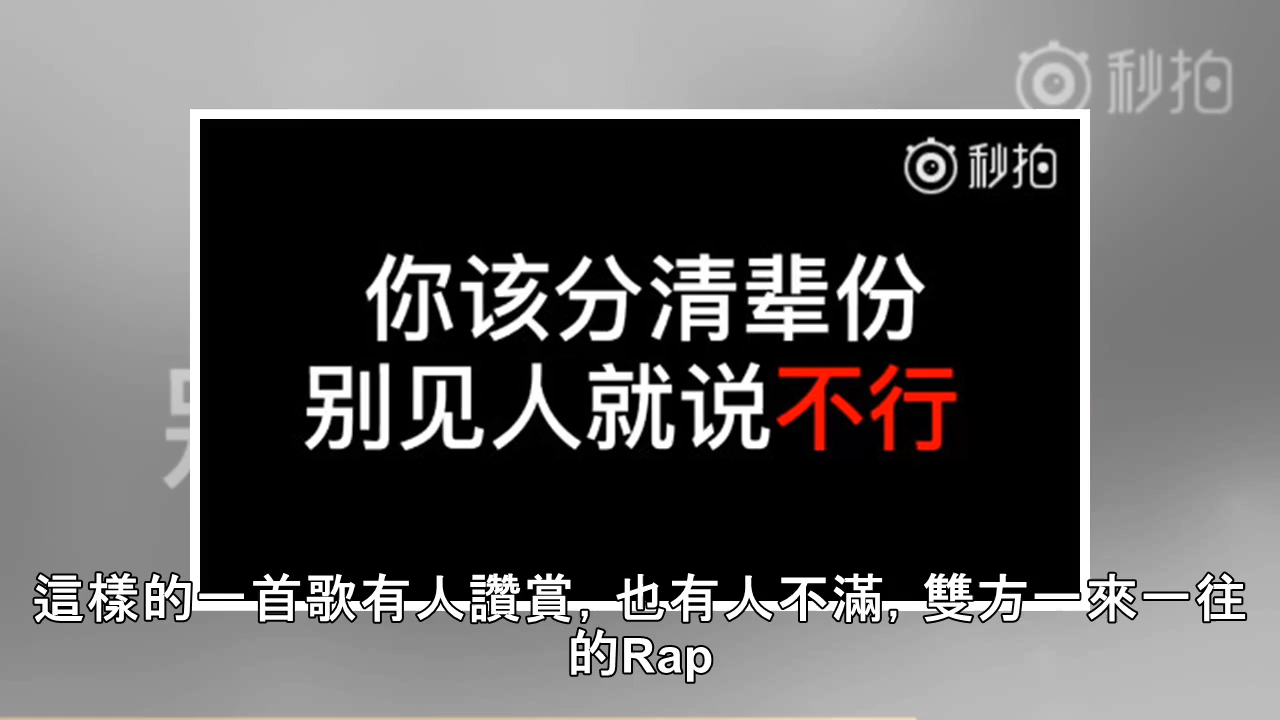 秒拍
秒拍
你该分清辈份
别见人就说不行
别
這樣的一首歌有人讚賞, 也有人不滿, 雙方一來一往
的Rap